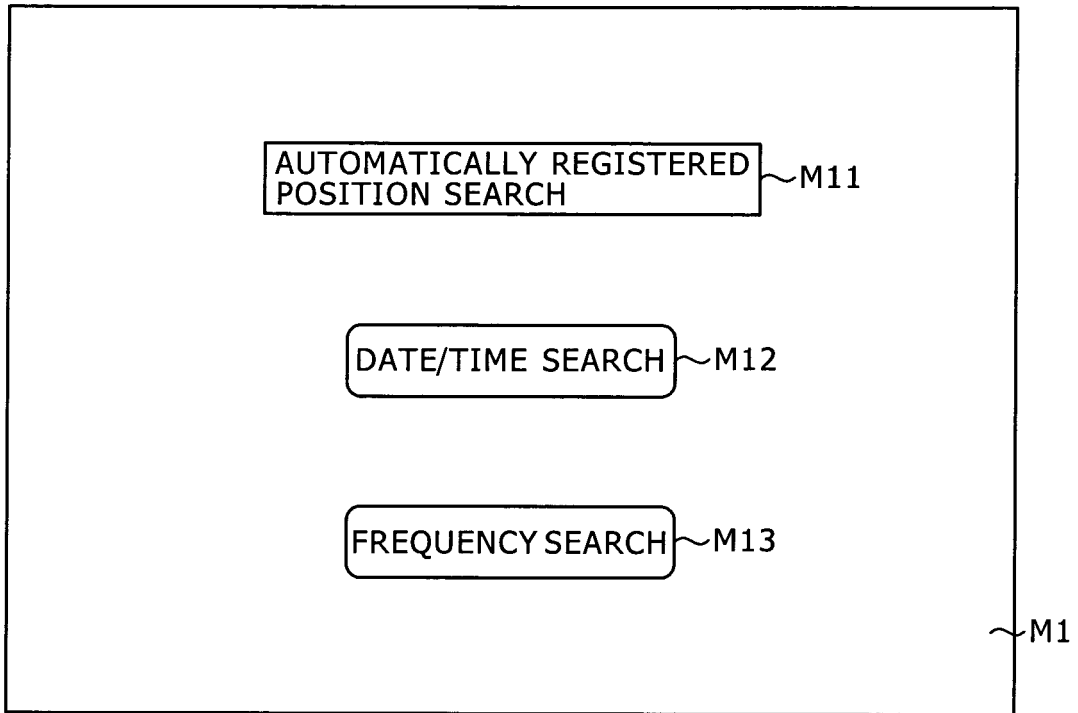 AUTOMATICALLY REGISTERED
POSITION SEARCH
M11
DATE/TIME SEARCH
M12
FREQUENCY SEARCH
M13
M1